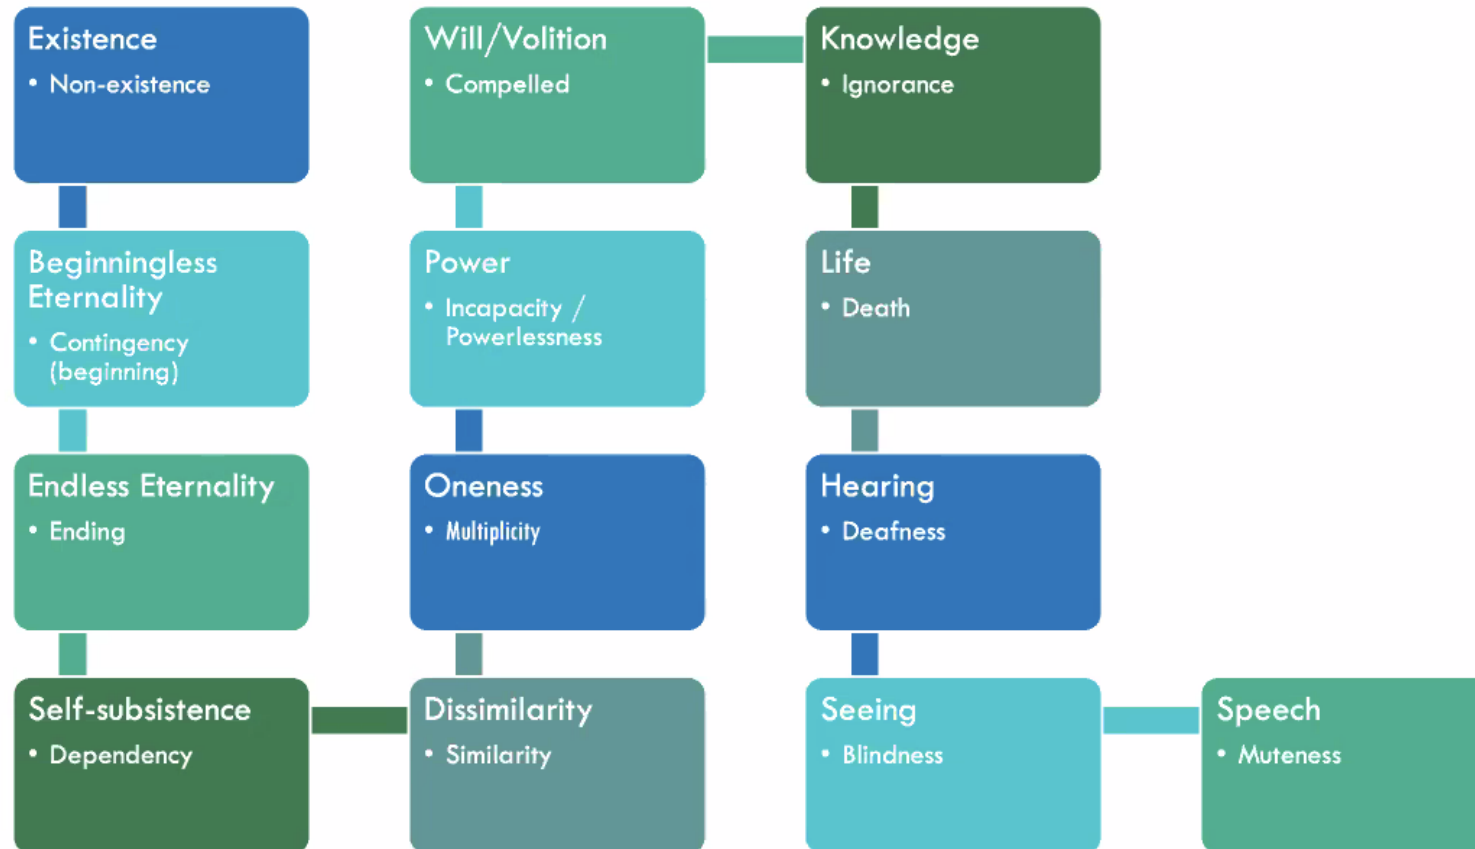 Existence
• Non-existence
Beginningless
Eternality
• Contingency
(beginning)
Endless Eternality
• Ending
Self-subsistence
• Dependency
Dissimilarity
• Similarity
Oneness
• Multiplicity
Power
• Incapacity /
Powerlessness
Will/Volition
• Compelled
Knowledge
• Ignorance
Life
• Death
Hearing
• Deafness
Seeing
• Blindness
Speech
• Muteness